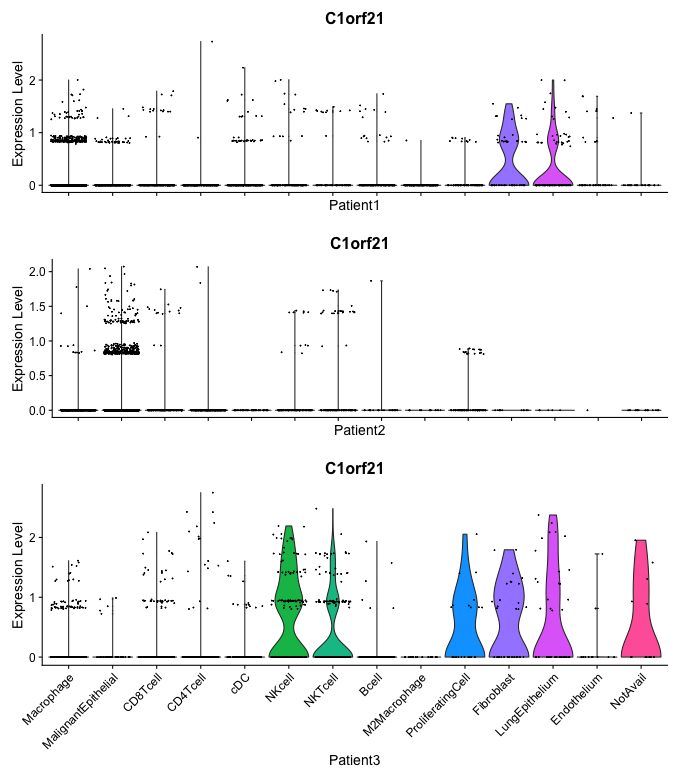 C1orf21
Expression Level
2
1
0
Patient1
C1orf21
Expression Level
2.0
1.5
1.0
0.5
0.0
Patient2
C1orf21
Expression Level
2
1
0
Macrophage
MalignantEpithelial
CD8Tcell
CD4Tcell
cDC
NKcell
NKTcell
Bcell
M2Macrophage
ProliferatingCell
Fibroblast
LungEpithelium
Endothelium
NotAvail
Patient3